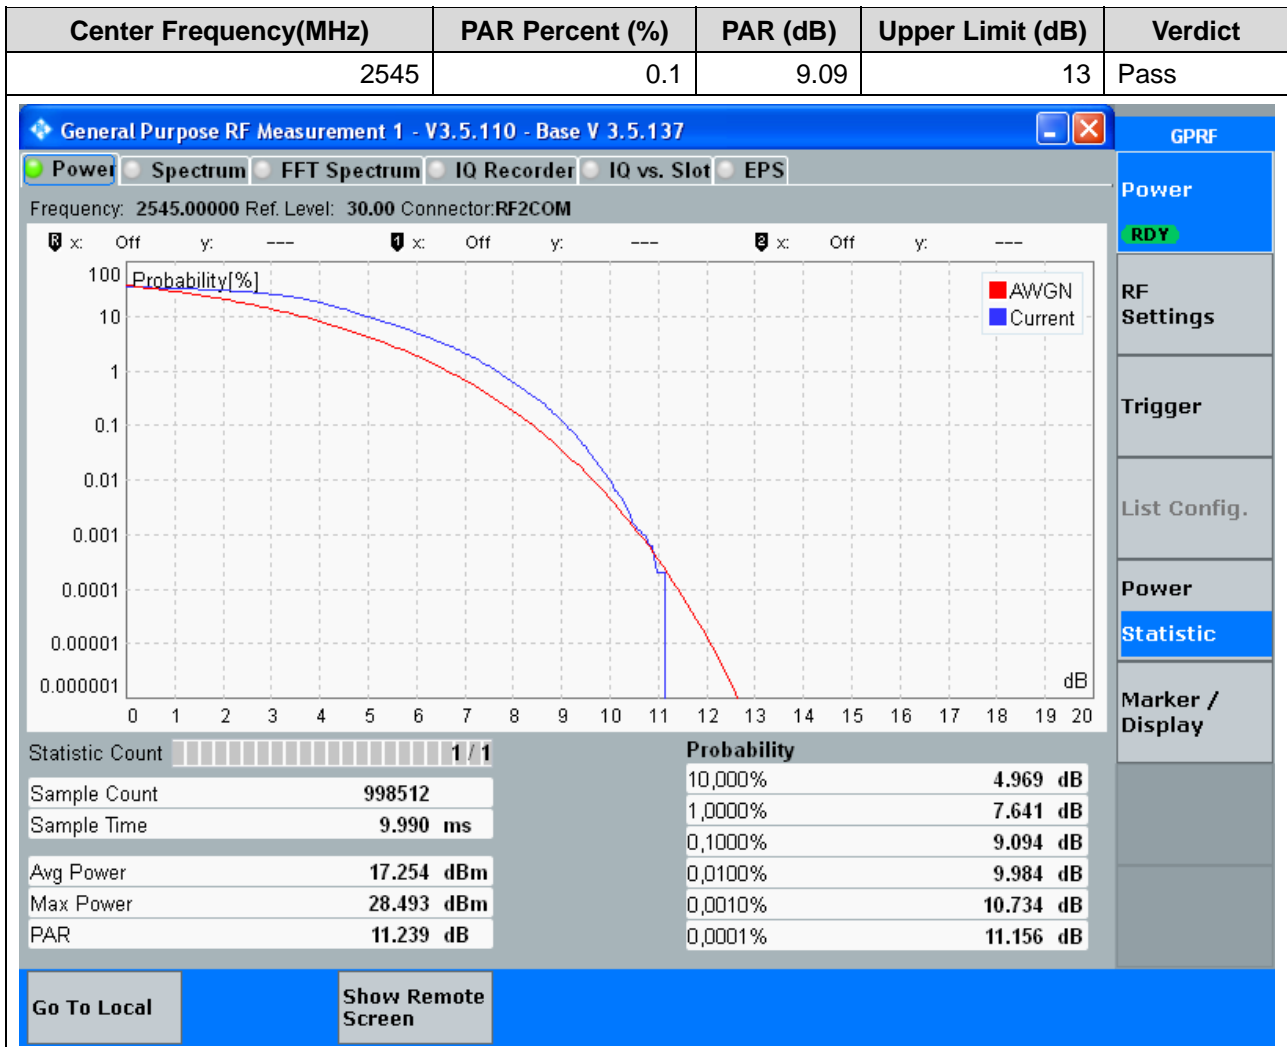 Center Frequency(MHz) PAR Percent (%) PAR (dB) Upper Limit (dB) Verdict
2545 0.1 9.09 13 Pass
General Purpose RF Measurement 1 - V3.5.110 - Base V 3.5.137
GPRF
Power Spectrum FFT Spectrum IQ Recorder IQ vs. Slot EPS
Power
RDY
Frequency: 2545.00000 Ref. Level: 30.00 Connector:RF2COM
R x: Off y: --- 1 x: Off y: --- 2 x: Off y: ---
Probability[%]
AWGN
Current
100
10
1
0.1
0.01
0.001
0.0001
0.00001
0.000001
dB
0 1 2 3 4 5 6 7 8 9 10 11 12 13 14 15 16 17 18 19 20
RF
Settings
Trigger
List Config.
Power
Statistic
Marker /
Display
Statistic Count 1 / 1
Sample Count 998512
Sample Time 9.990 ms
Avg Power 17.254 dBm
Max Power 28.493 dBm
PAR 11.239 dB
Probability
10,000% 4.969 dB
1,0000% 7.641 dB
0,1000% 9.094 dB
0,0100% 9.984 dB
0,0010% 10.734 dB
0,0001% 11.156 dB
Go To Local
Show Remote
Screen